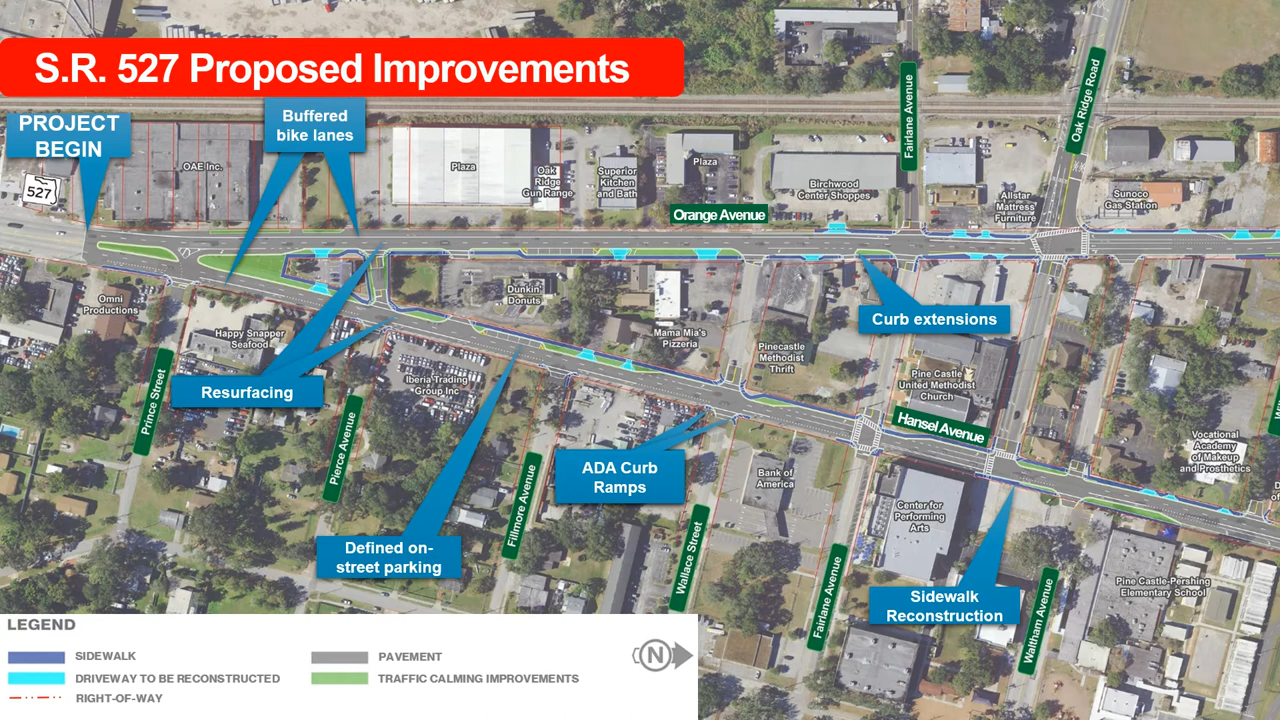 S.R. 527 Proposed Improvements
PROJECT
BEGIN
527
Buffered
bike lanes
OAE Inc.
Plaza
Oak
Ridge
Gun Range
Superior
Kitchen
and Bath
Plaza
Orange Avenue
Birchwood
Center Shoppes
Fairlane Avenue
Allstar
Mattress
Furniture
Oak Ridge Road
Sunoco
Gas Station
Omni
Productions
Happy Snapper
Seafood
Dunkin'
Donuts
Mama Mia's
Pizzeria
Pinecastle
Methodist
Thrift
Curb extensions
Pine Castle
United Methodist
Church
Resurfacing
Iberia Trading
Group Inc
Prince Street
Pierce Avenue
Hansel Avenue
Vocational
Academy
of Makeup
and Prosthetics
ADA Curb
Ramps
Bank of
America
Center for
Performing
Arts
Fillmore Avenue
Defined on-
street parking
Wallace Street
Fairlane Avenue
Sidewalk
Reconstruction
Waltham Avenue
Pine Castle-Pershing
Elementary School
LEGEND
SIDEWALK
DRIVEWAY TO BE RECONSTRUCTED
RIGHT-OF-WAY
PAVEMENT
TRAFFIC CALMING IMPROVEMENTS
N